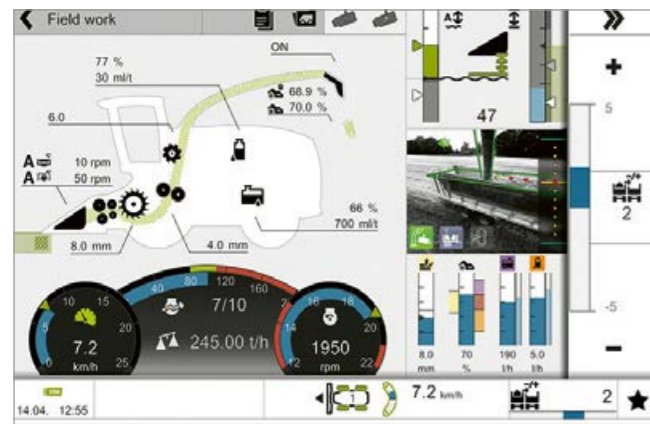 Field work
A
ON
77 %
30 ml/t
68.9 %
70.0 %
6.0
5
47
A 10 rpm
A 50 rpm
2
66 %
700 ml/t
8.0 mm
4.0 mm
-5
40 80 120 160
7/10
245.00 t/h
0 5 10 15 20 25
7.2
km/h
12 14 16 18 20 22
1950
rpm
8.0 70 190 5.0
mm % l/h l/h
14.04. 12:55
1
7.2 km/h
2